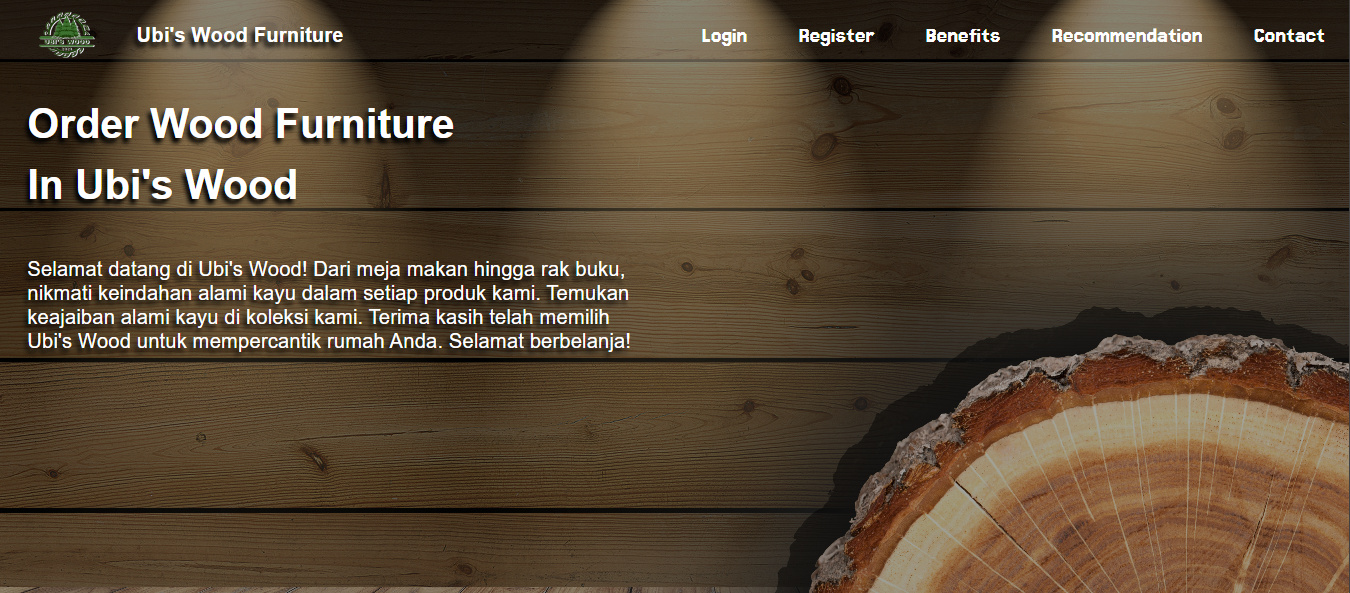 UBI'S WOOD
Ubi's Wood Furniture
Login
Register
Benefits
Recommendation
Contact
Order Wood Furniture
In Ubi's Wood
Selamat datang di Ubi's Wood! Dari meja makan hingga rak buku,
nikmati keindahan alami kayu dalam setiap produk kami. Temukan
keajaiban alami kayu di koleksi kami. Terima kasih telah memilih
Ubi's Wood untuk mempercantik rumah Anda. Selamat berbelanja!